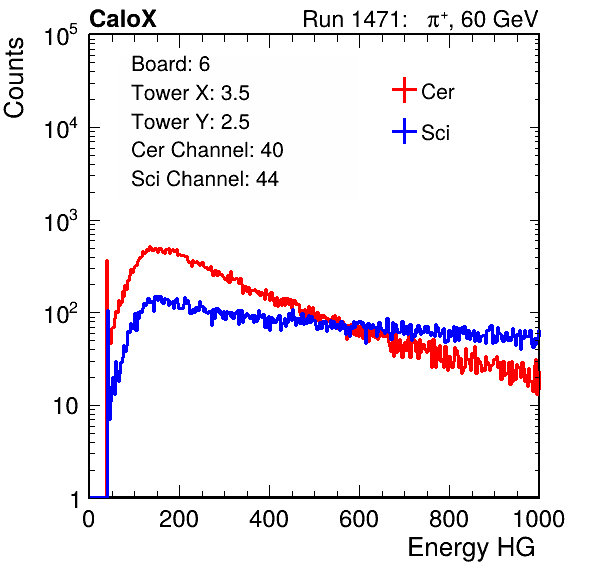 CaloX Run 1471: π⁺, 60 GeV
Counts
10⁵
10⁴
10³
10²
10
1
Board: 6
Tower X: 3.5
Tower Y: 2.5
Cer Channel: 40
Sci Channel: 44
Cer
Sci
0 200 400 600 800 1000
Energy HG